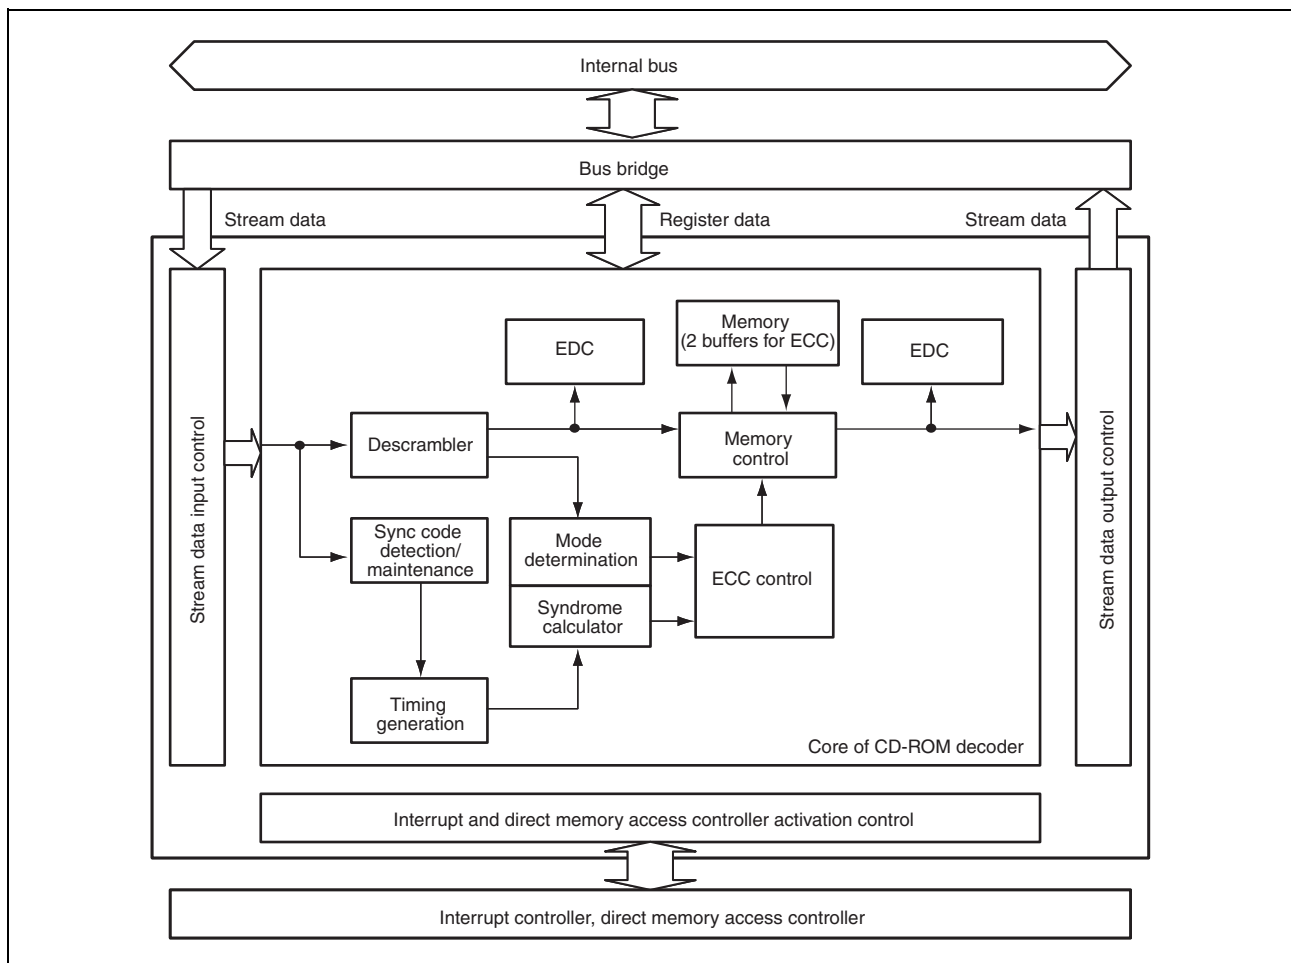 Internal bus
Bus bridge
Stream data
Register data
Stream data
Stream data input control
EDC
Memory
(2 buffers for ECC)
EDC
Descrambler
Memory
control
Sync code
detection/
maintenance
Mode
determination
ECC control
Syndrome
calculator
Timing
generation
Core of CD-ROM decoder
Stream data output control
Interrupt and direct memory access controller activation control
Interrupt controller, direct memory access controller